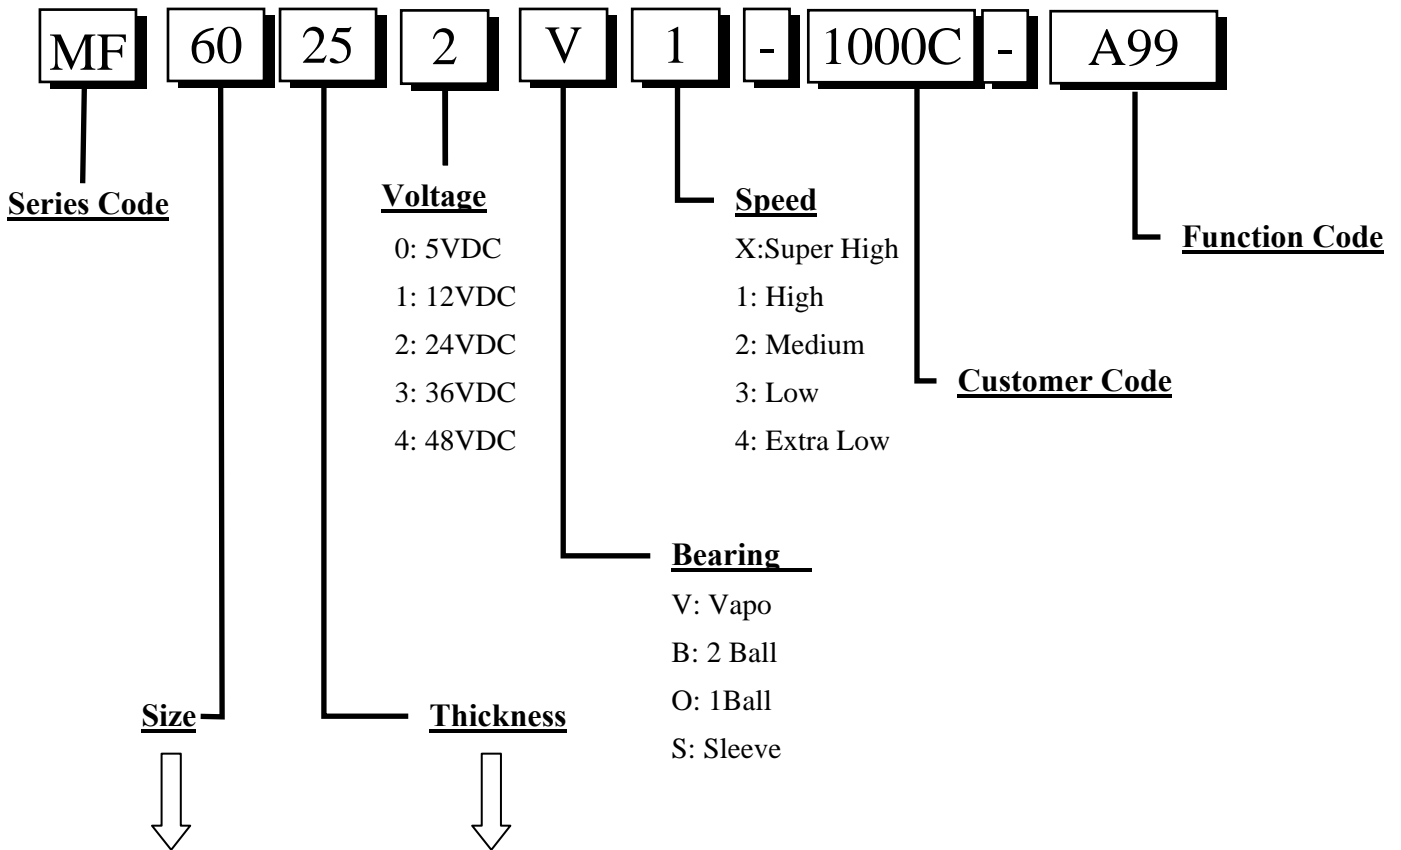 MF 60 25 2 V 1 - 1000C - A99
Series Code
Voltage
0: 5VDC
1: 12VDC
2: 24VDC
3: 36VDC
4: 48VDC
Speed
X:Super High
1: High
2: Medium
3: Low
4: Extra Low
Function Code
Customer Code
Bearing
V: Vapo
B: 2 Ball
O: 1Ball
S: Sleeve
Size
Thickness